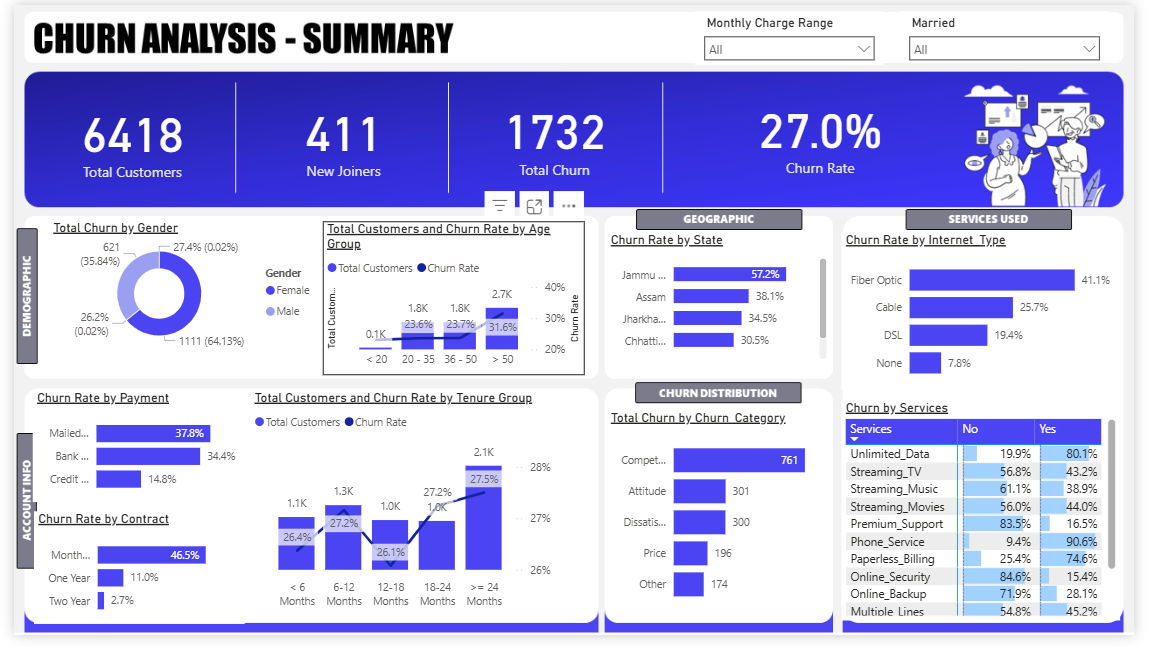 CHURN ANALYSIS - SUMMARY
Monthly Charge Range
All
Married
All
6418
Total Customers
411
New Joiners
1732
Total Churn
27.0%
Churn Rate
DEMOGRAPHIC
Total Churn by Gender
621
(35.84%)
27.4% (0.02%)
26.2%
(0.02%)
1111 (64.13%)
Gender
Female
Male
Total Customers and Churn Rate by Age
Group
Total Customers
Churn Rate
Total Custom...
0.1K
1.8K
1.8K
2.7K
23.6%
23.7%
31.6%
40%
30%
20%
Churn Rate
< 20
20 - 35
36 - 50
> 50
GEOGRAPHIC
Churn Rate by State
Jammu ...
57.2%
Assam
38.1%
Jharkha...
34.5%
Chhatti...
30.5%
SERVICES USED
Churn Rate by Internet_Type
Fiber Optic
41.1%
Cable
25.7%
DSL
19.4%
None
7.8%
ACCOUNT INFO
Churn Rate by Payment
Mailed...
37.8%
Bank ...
34.4%
Credit ...
14.8%
Churn Rate by Contract
Month...
46.5%
One Year
11.0%
Two Year
2.7%
Total Customers and Churn Rate by Tenure Group
Total Customers
Churn Rate
1.1K
1.3K
1.0K
1.0K
2.1K
26.4%
27.2%
26.1%
27.2%
27.5%
28%
27%
26%
< 6
Months
6-12
Months
12-18
Months
18-24
Months
>= 24
Months
CHURN DISTRIBUTION
Total Churn by Churn_Category
Compet...
761
Attitude
301
Dissatis...
300
Price
196
Other
174
Churn by Services
Services No Yes
Unlimited_Data 19.9% 80.1%
Streaming_TV 56.8% 43.2%
Streaming_Music 61.1% 38.9%
Streaming_Movies 56.0% 44.0%
Premium_Support 83.5% 16.5%
Phone_Service 9.4% 90.6%
Paperless_Billing 25.4% 74.6%
Online_Security 84.6% 15.4%
Online_Backup 71.9% 28.1%
Multiple_Lines 54.8% 45.2%